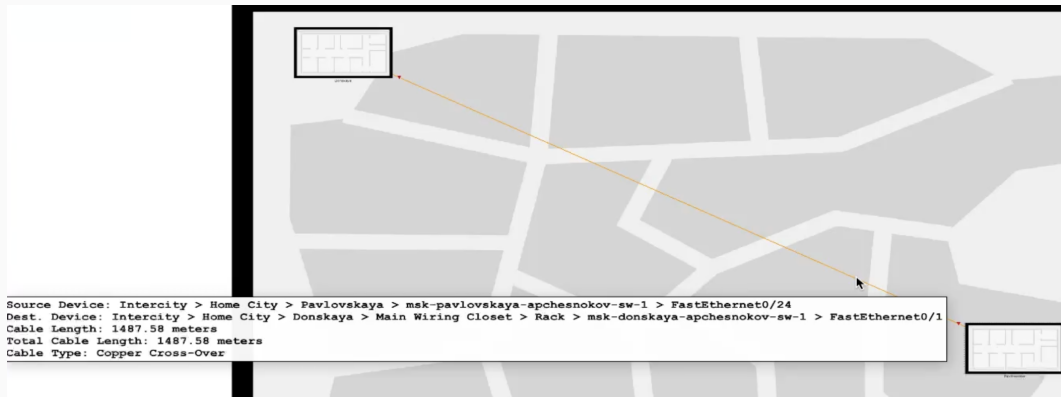 Source Device: Intercity > Home City > Pavlovskaya > msk-pavlovskaya-apchesnokov-sw-1 > FastEthernet0/24
Dest. Device: Intercity > Home City > Donskaya > Main Wiring Closet > Rack > msk-donskaya-apchesnokov-sw-1 > FastEthernet0/1
Cable Length: 1487.58 meters
Total Cable Length: 1487.58 meters
Cable Type: Copper Cross-Over